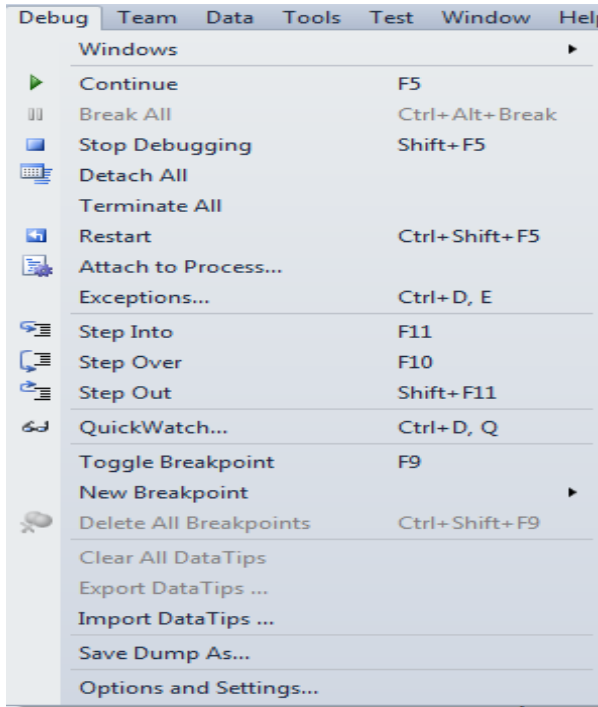 Debug Team Data Tools Test Window Help
Windows
Continue F5
Break All Ctrl+Alt+Break
Stop Debugging Shift+F5
Detach All
Terminate All
Restart Ctrl+Shift+F5
Attach to Process...
Exceptions... Ctrl+D, E
Step Into F11
Step Over F10
Step Out Shift+F11
QuickWatch... Ctrl+D, Q
Toggle Breakpoint F9
New Breakpoint
Delete All Breakpoints Ctrl+Shift+F9
Clear All DataTips
Export DataTips ...
Import DataTips ...
Save Dump As...
Options and Settings...